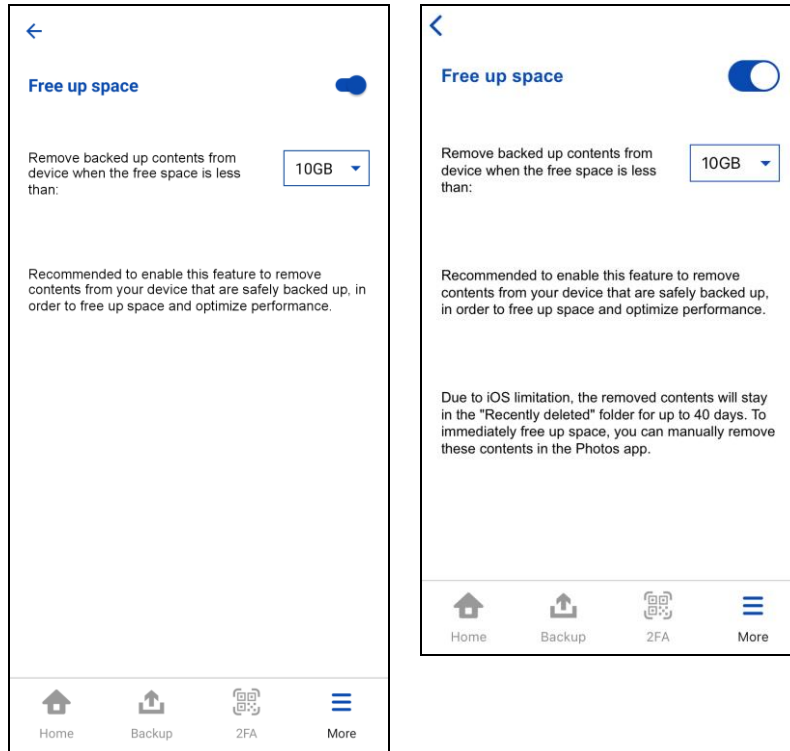 Free up space
Remove backed up contents from
device when the free space is less
than:
10GB
Recommended to enable this feature to remove
contents from your device that are safely backed up, in
order to free up space and optimize performance.
Home
Backup
2FA
More
Free up space
Remove backed up contents from
device when the free space is less
than:
10GB
Recommended to enable this feature to remove
contents from your device that are safely backed up,
in order to free up space and optimize performance.
Due to iOS limitation, the removed contents will stay
in the "Recently deleted" folder for up to 40 days. To
immediately free up space, you can manually remove
these contents in the Photos app.
Home
Backup
2FA
More